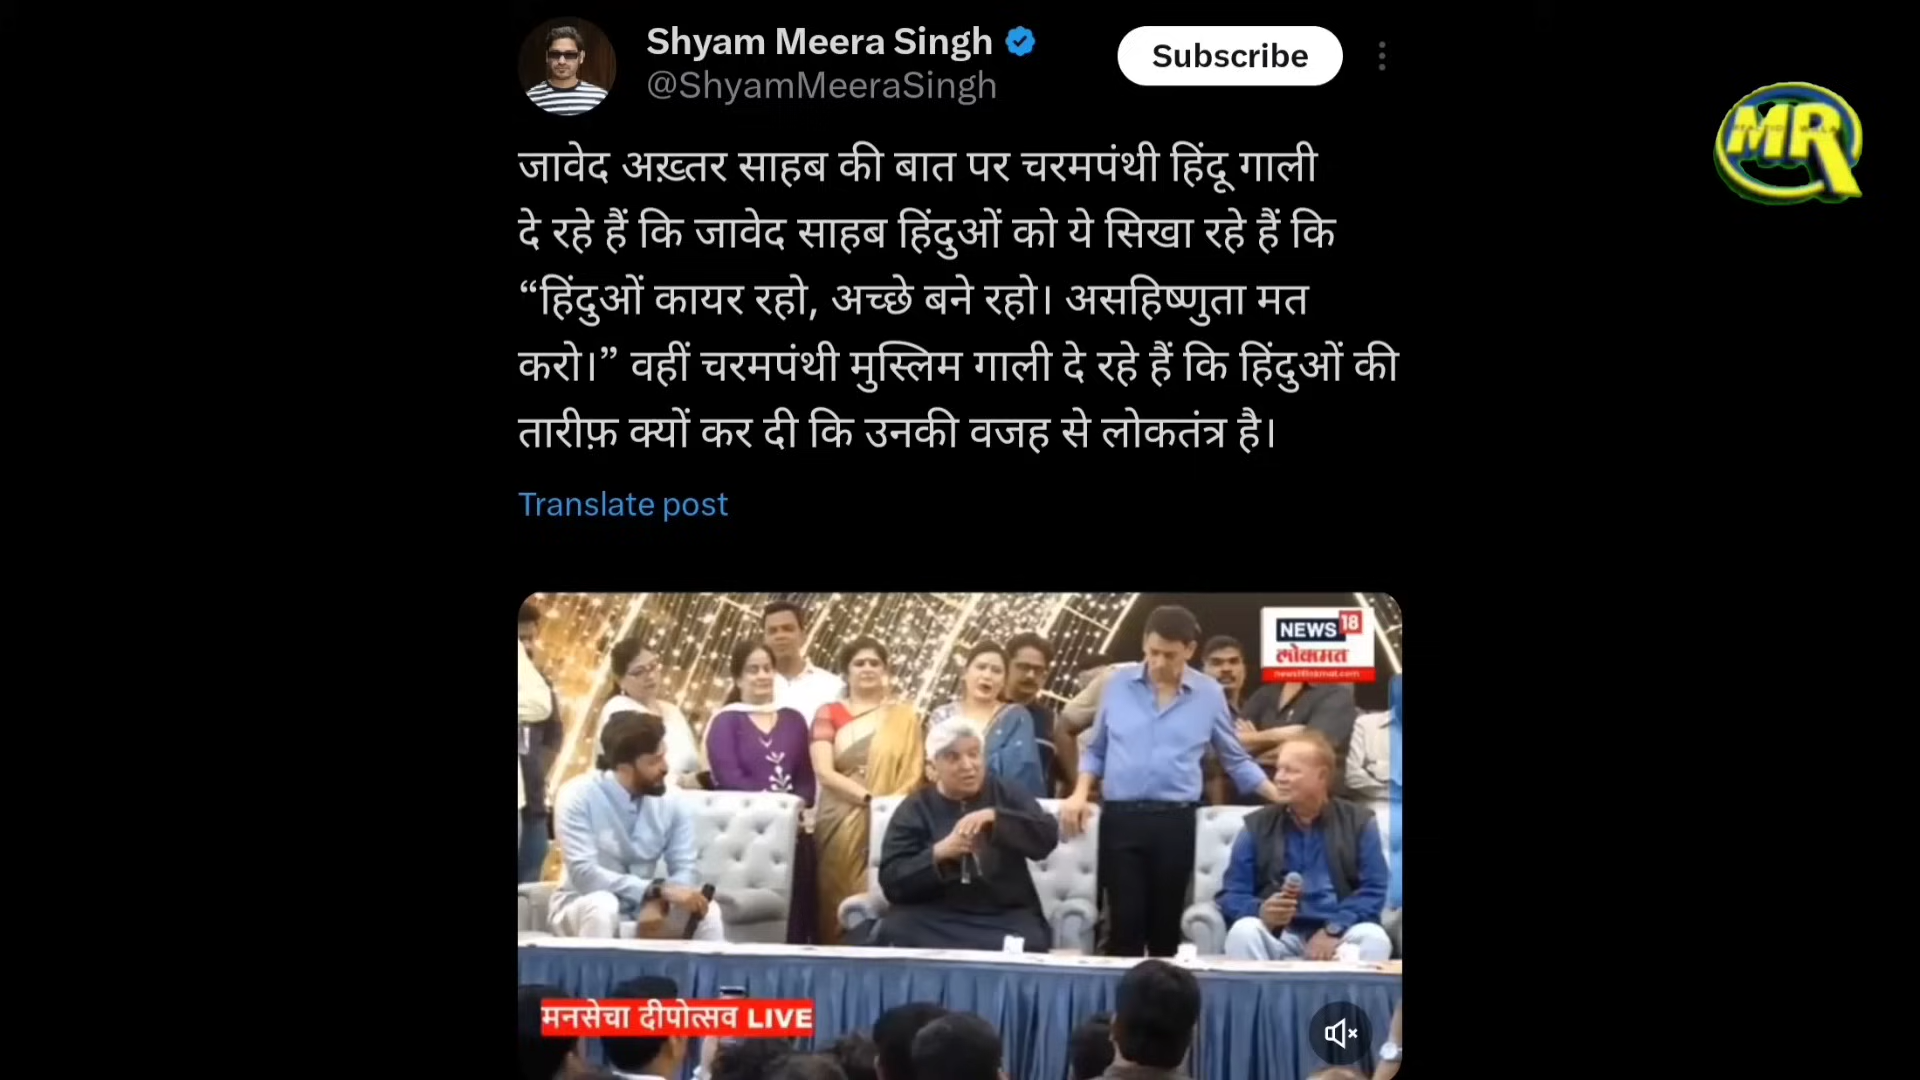 Shyam Meera Singh
@ShyamMeeraSingh
Subscribe
MR
जावेद अख़्तर साहब की बात पर चरमपंथी हिंदू गाली
दे रहे हैं कि जावेद साहब हिंदुओं को ये सिखा रहे हैं कि
“हिंदुओं कायर रहो, अच्छे बने रहो। असहिष्णुता मत
करो।” वहीं चरमपंथी मुस्लिम गाली दे रहे हैं कि हिंदुओं की
तारीफ़ क्यों कर दी कि उनकी वजह से लोकतंत्र है।
Translate post
NEWS 18
लोकमत
मनसेचा दीपोत्सव LIVE